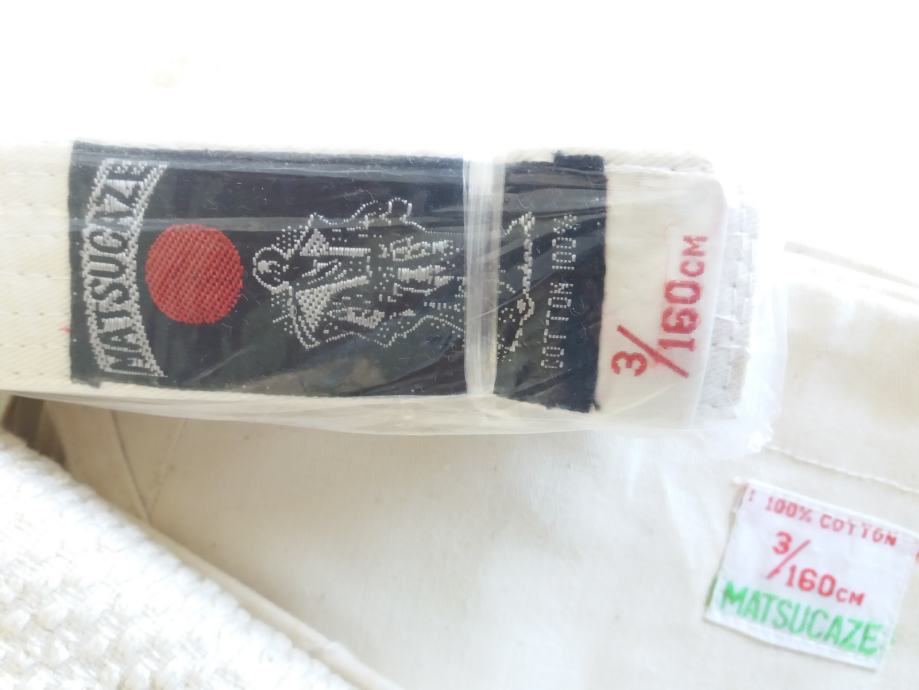 MATSUCAZE
COTTON 100%
3/160CM
100% COTTON
3/160CM
MATSUCAZE